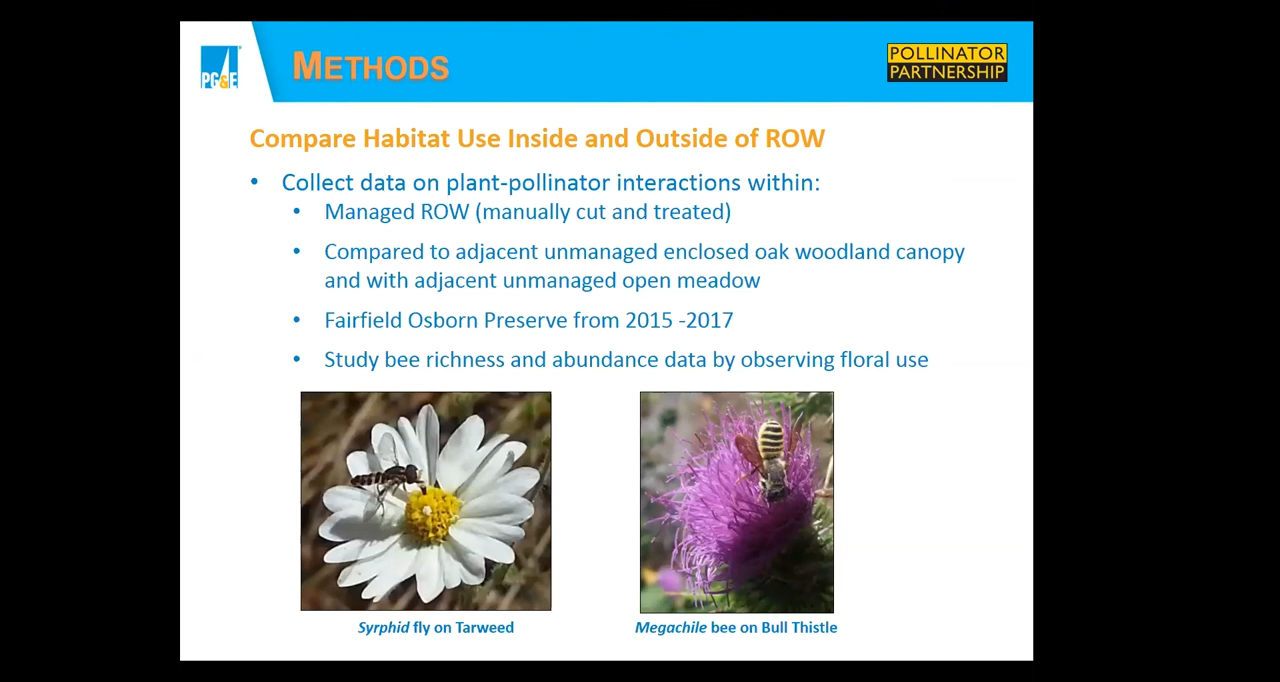 PG&E
METHODS
POLLINATOR
PARTNERSHIP
Compare Habitat Use Inside and Outside of ROW
• Collect data on plant-pollinator interactions within:
• Managed ROW (manually cut and treated)
• Compared to adjacent unmanaged enclosed oak woodland canopy
and with adjacent unmanaged open meadow
• Fairfield Osborn Preserve from 2015 -2017
• Study bee richness and abundance data by observing floral use
Syrphid fly on Tarweed
Megachile bee on Bull Thistle